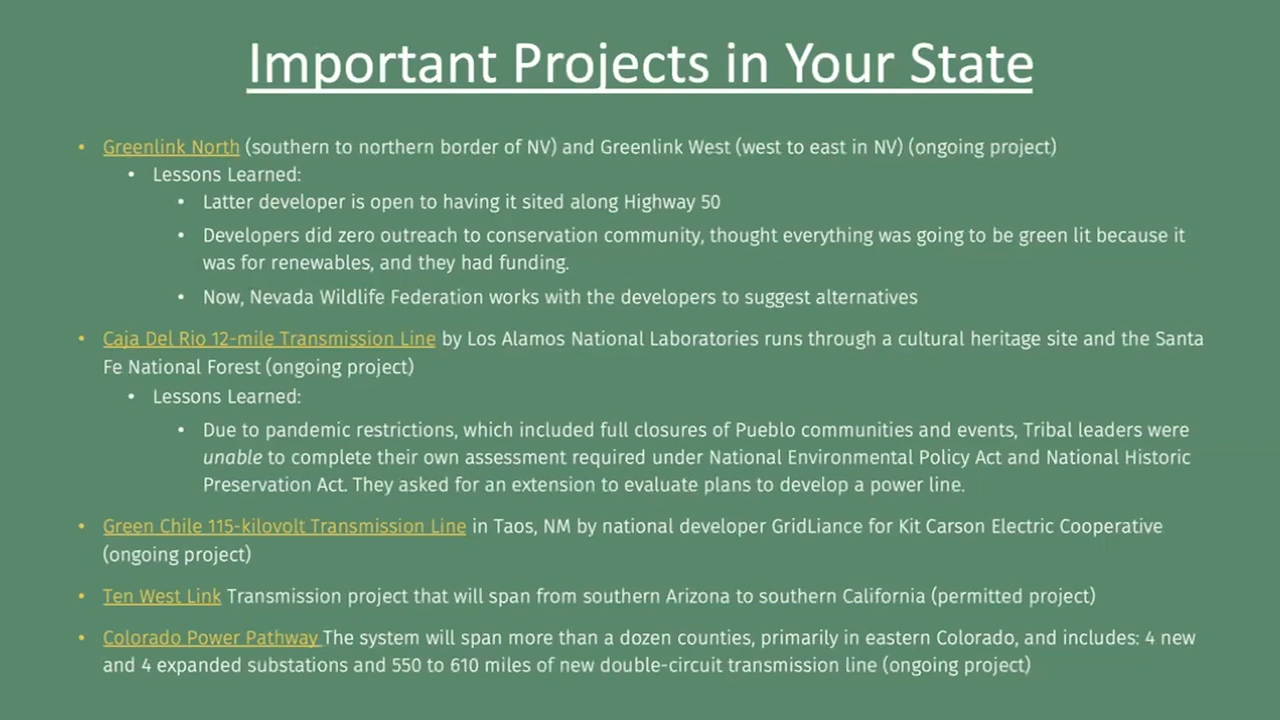 Important Projects in Your State
• Greenlink North (southern to northern border of NV) and Greenlink West (west to east in NV) (ongoing project)
• Lessons Learned:
• Latter developer is open to having it sited along Highway 50
• Developers did zero outreach to conservation community, thought everything was going to be green lit because it
was for renewables, and they had funding.
• Now, Nevada Wildlife Federation works with the developers to suggest alternatives
• Caja Del Rio 12-mile Transmission Line by Los Alamos National Laboratories runs through a cultural heritage site and the Santa
Fe National Forest (ongoing project)
• Lessons Learned:
• Due to pandemic restrictions, which included full closures of Pueblo communities and events, Tribal leaders were
unable to complete their own assessment required under National Environmental Policy Act and National Historic
Preservation Act. They asked for an extension to evaluate plans to develop a power line.
• Green Chile 115-kilovolt Transmission Line in Taos, NM by national developer GridLiance for Kit Carson Electric Cooperative
(ongoing project)
• Ten West Link Transmission project that will span from southern Arizona to southern California (permitted project)
• Colorado Power Pathway The system will span more than a dozen counties, primarily in eastern Colorado, and includes: 4 new
and 4 expanded substations and 550 to 610 miles of new double-circuit transmission line (ongoing project)